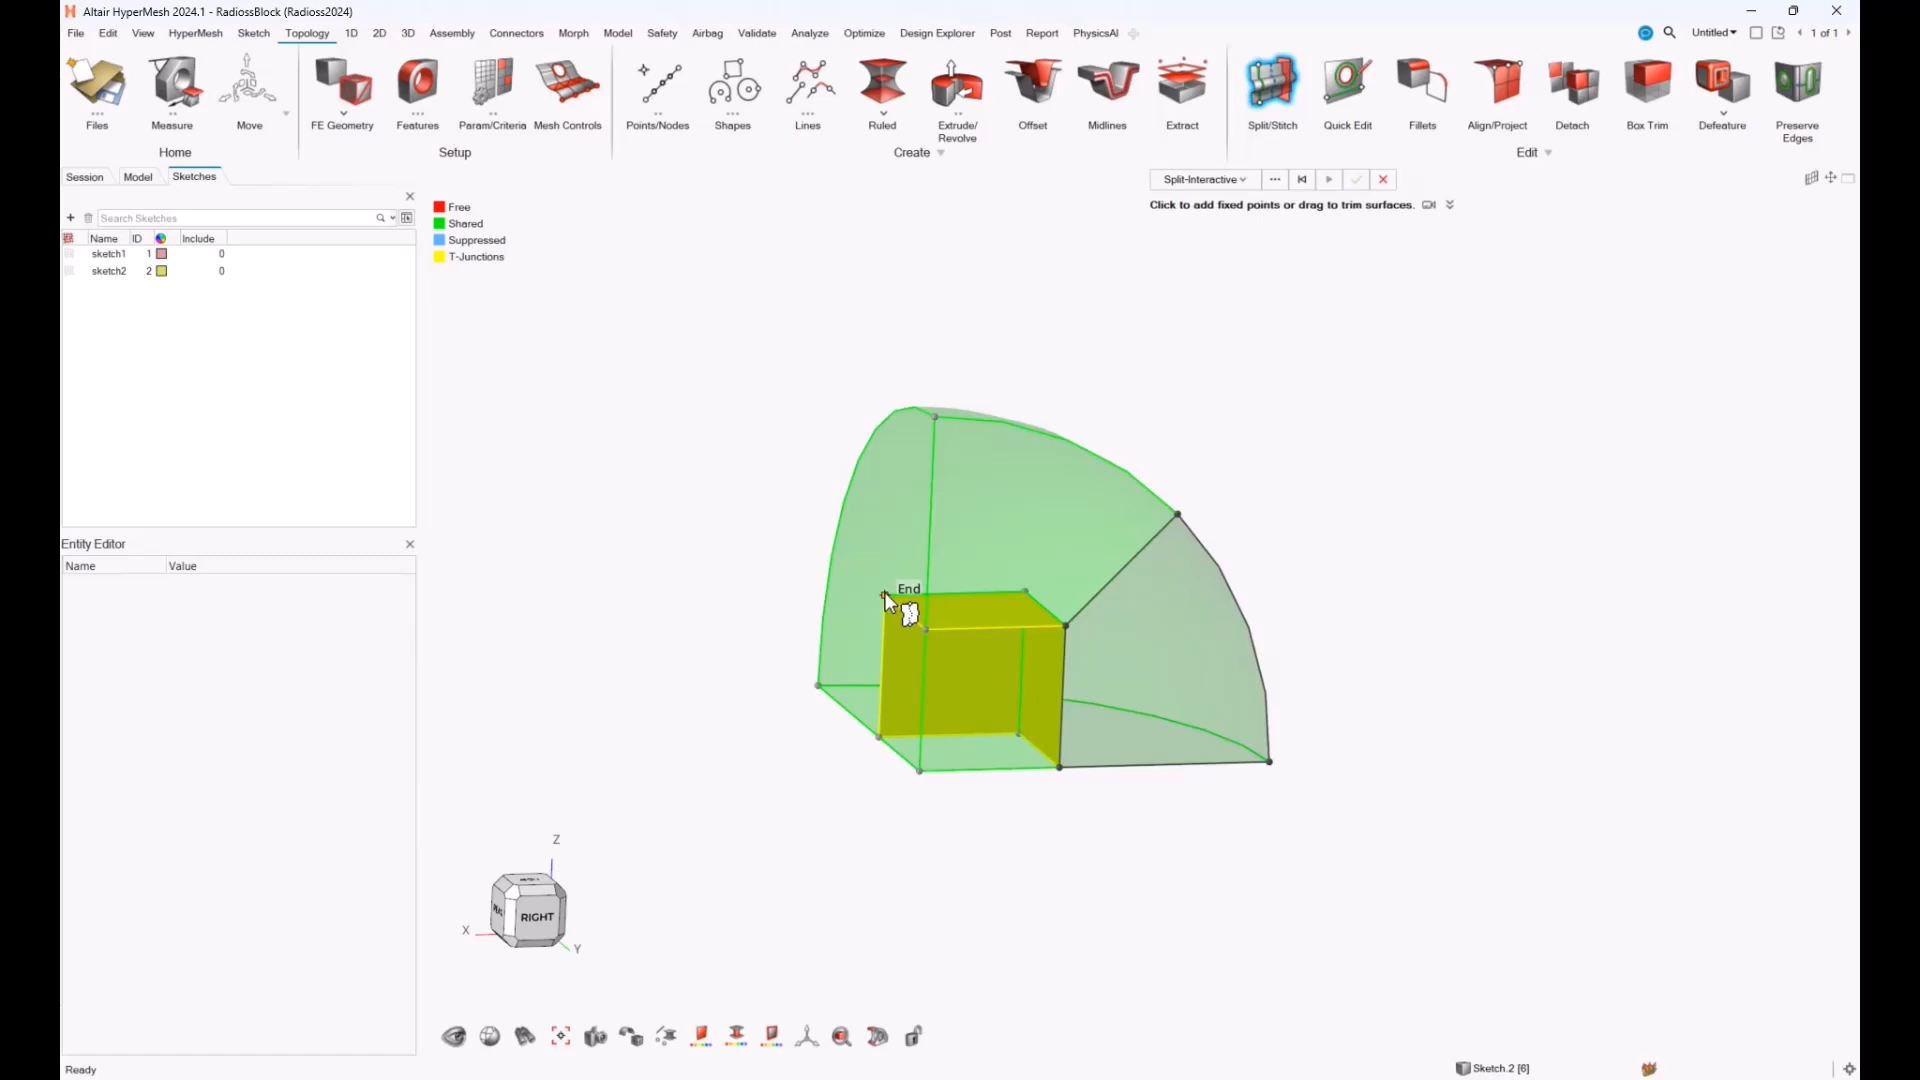 Altair HyperMesh 2024.1 - RadiossBlock (Radioss2024)
File Edit View HyperMesh Sketch Topology 1D 2D 3D Assembly Connectors Morph Model Safety Airbag Validate Analyze Optimize Design Explorer Post Report PhysicsAI
Untitled 1 of 1
Files Measure Move FE Geometry Features Param/Criteria Mesh Controls Points/Nodes Shapes Lines Ruled Extrude/ Offset Midlines Extract Split/Stitch Quick Edit Fillets Align/Project Detach Box Trim Defeature Preserve
Revolve Edges
Home Setup Create Edit
Session Model Sketches
Split-Interactive
Click to add fixed points or drag to trim surfaces.
Search Sketches
Name ID Include
sketch1 1 0
sketch2 2 0
Free
Shared
Suppressed
T-Junctions
Entity Editor
Name Value
End
Z
RIGHT
X
Y
Ready
Sketch.2 [6]